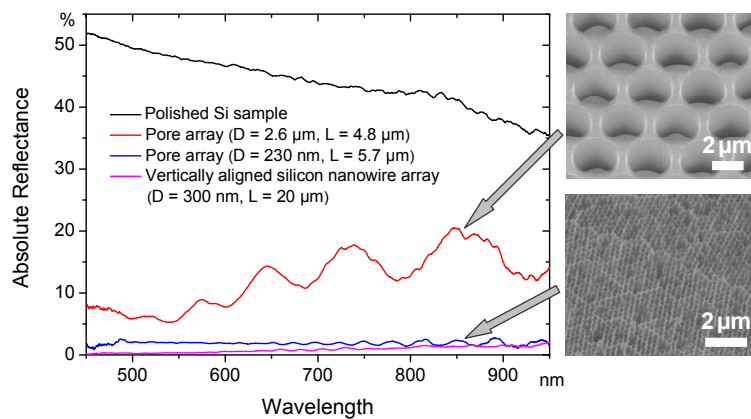 %
50
40
30
20
10
0
Absolute Reflectance
Polished Si sample
Pore array (D = 2.6 µm, L = 4.8 µm)
Pore array (D = 230 nm, L = 5.7 µm)
Vertically aligned silicon nanowire array
(D = 300 nm, L = 20 µm)
500 600 700 800 900 nm
Wavelength
2 µm
2 µm